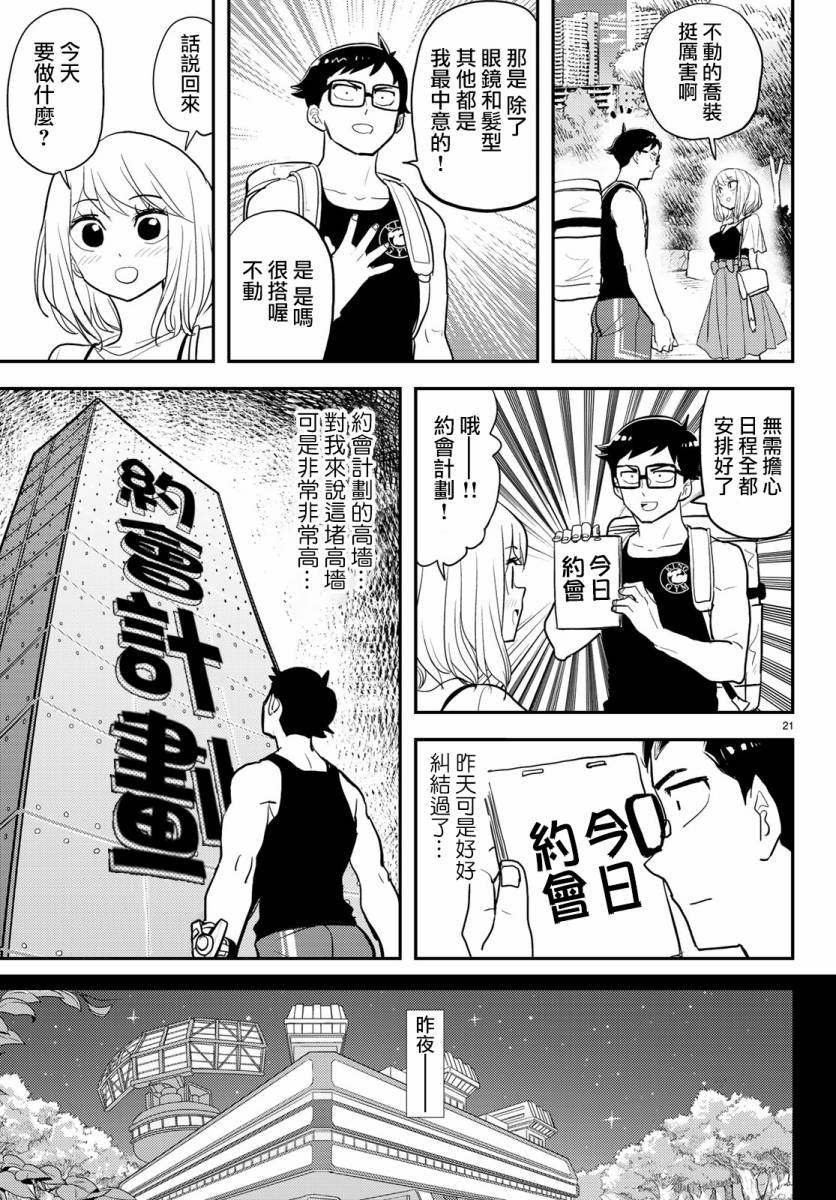 不動的喬裝
挺厲害啊
那是 除了
眼鏡和髮型
其他都是
我最中意的！
是 是嗎
很搭喔
不動
話說回來
今天
要做什麼？
無需擔心
日程全都
安排好了
今日
約會
哦——!!
約會計劃！
21
約會計劃的高墻…
對我來說這堵高墻
可是非常非常高…
約會計劃
今日
約會
昨天可是好好
糾結過了…
昨夜——